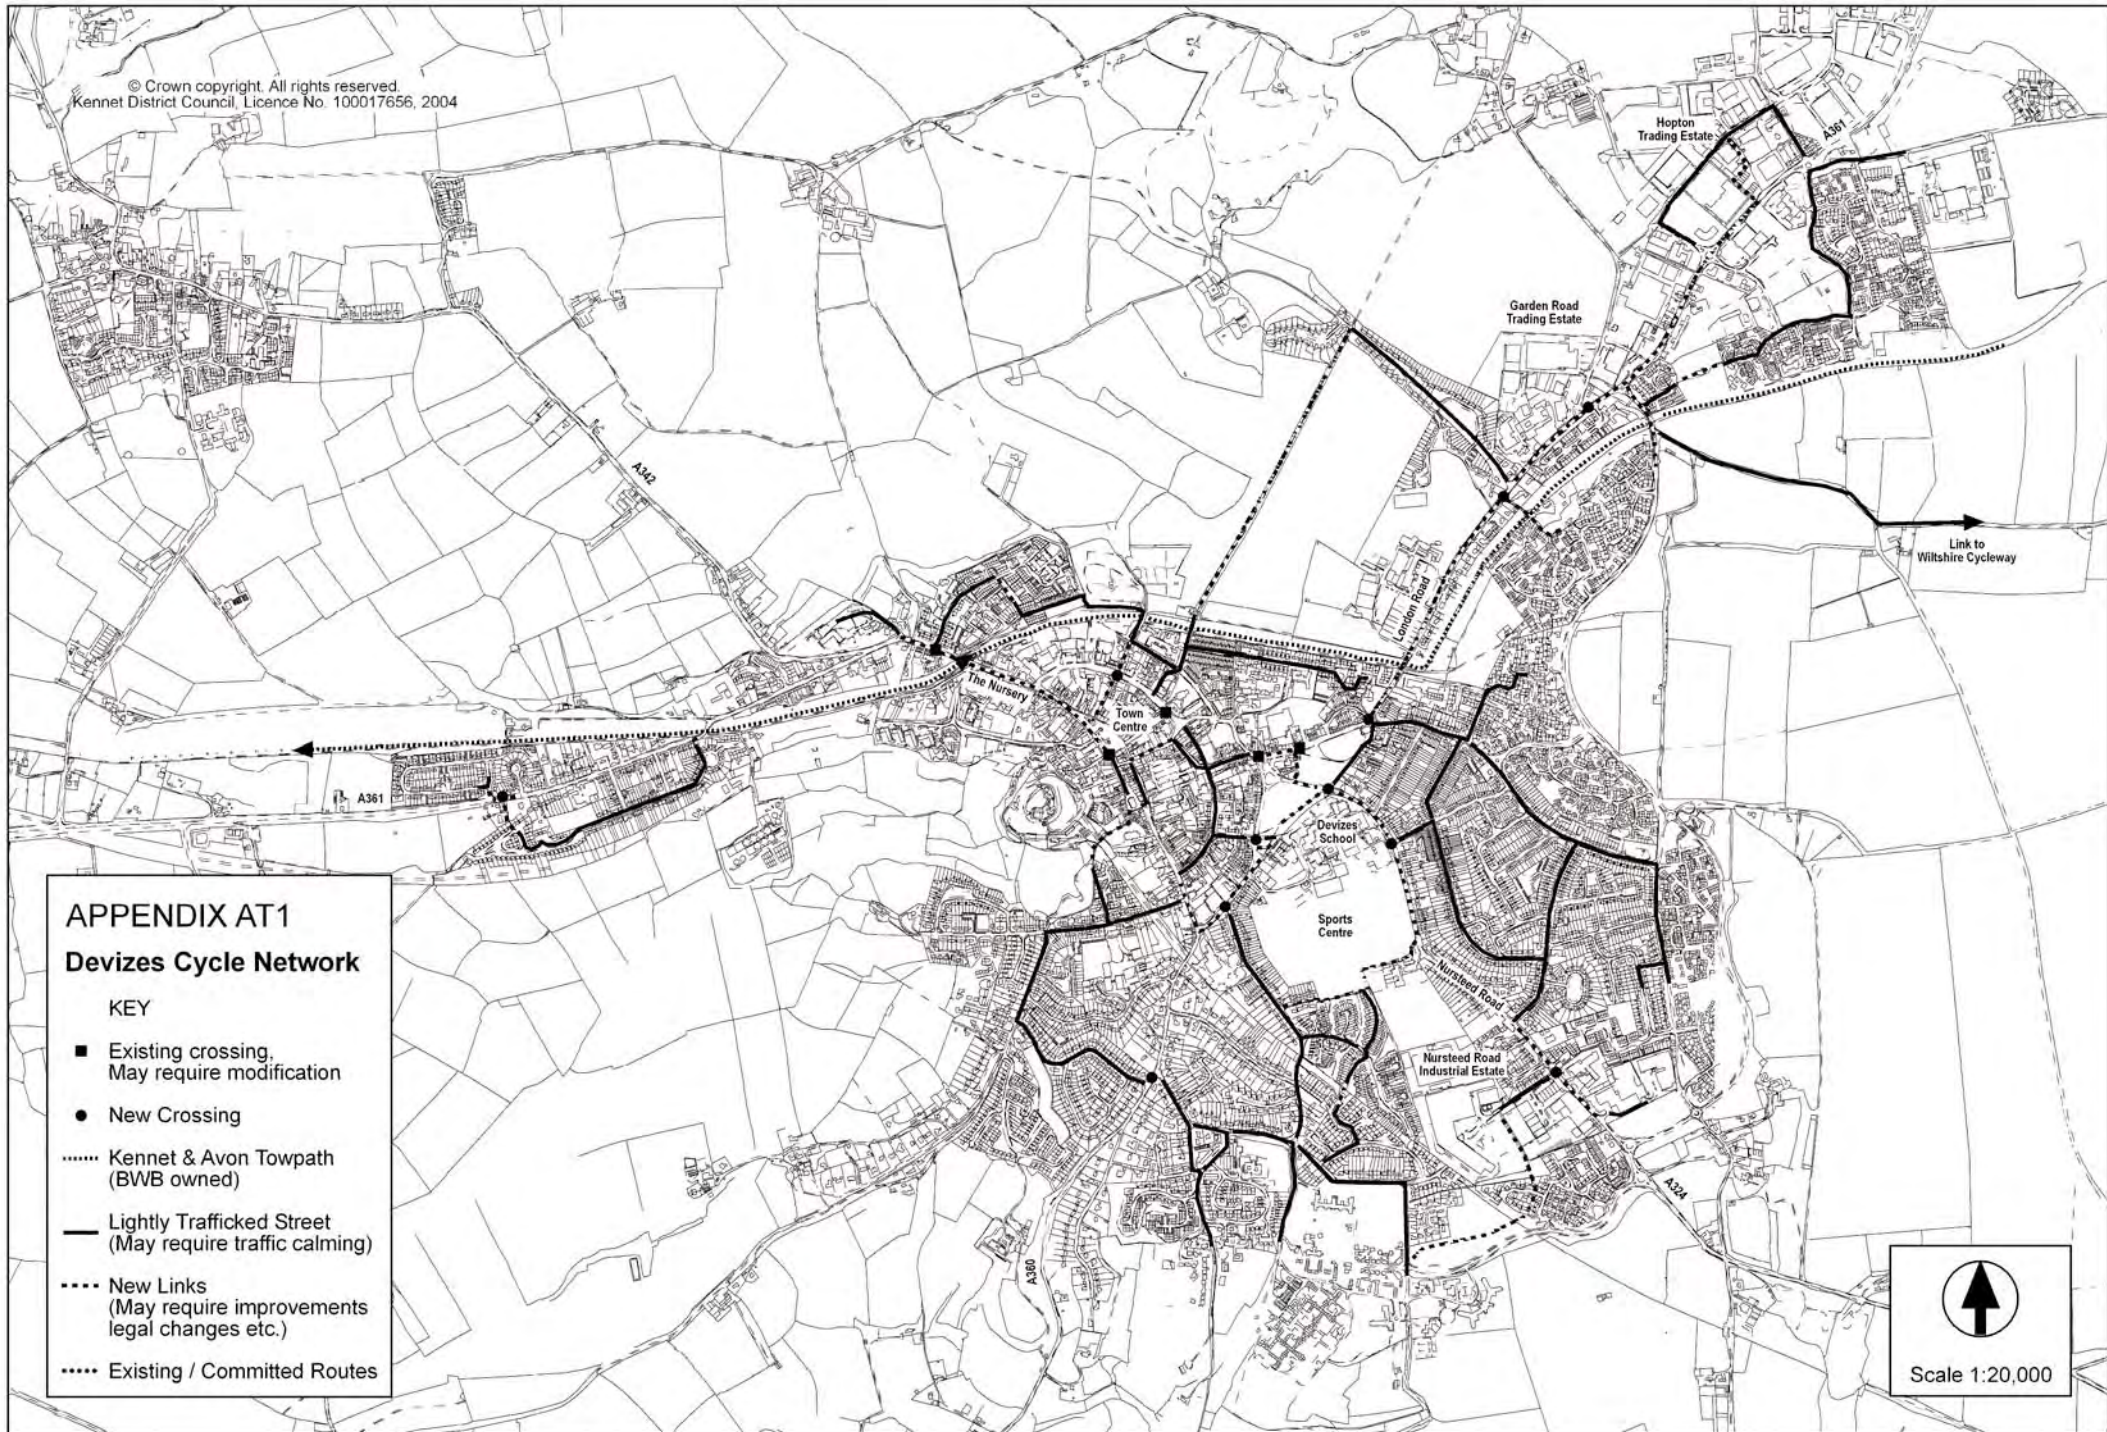 © Crown copyright. All rights reserved.
Kennet District Council, Licence No. 100017656, 2004
Hopton
Trading Estate
A361
Garden Road
Trading Estate
A342
Link to
Wiltshire Cycleway
London Road
The Nursery
Town
Centre
A361
Devizes
School
Sports
Centre
Nursteed Road
Nursteed Road
Industrial Estate
A324
A360
APPENDIX AT1
Devizes Cycle Network
KEY
Existing crossing,
May require modification
New Crossing
Kennet & Avon Towpath
(BWB owned)
Lightly Trafficked Street
(May require traffic calming)
New Links
(May require improvements
legal changes etc.)
Existing / Committed Routes
Scale 1:20,000